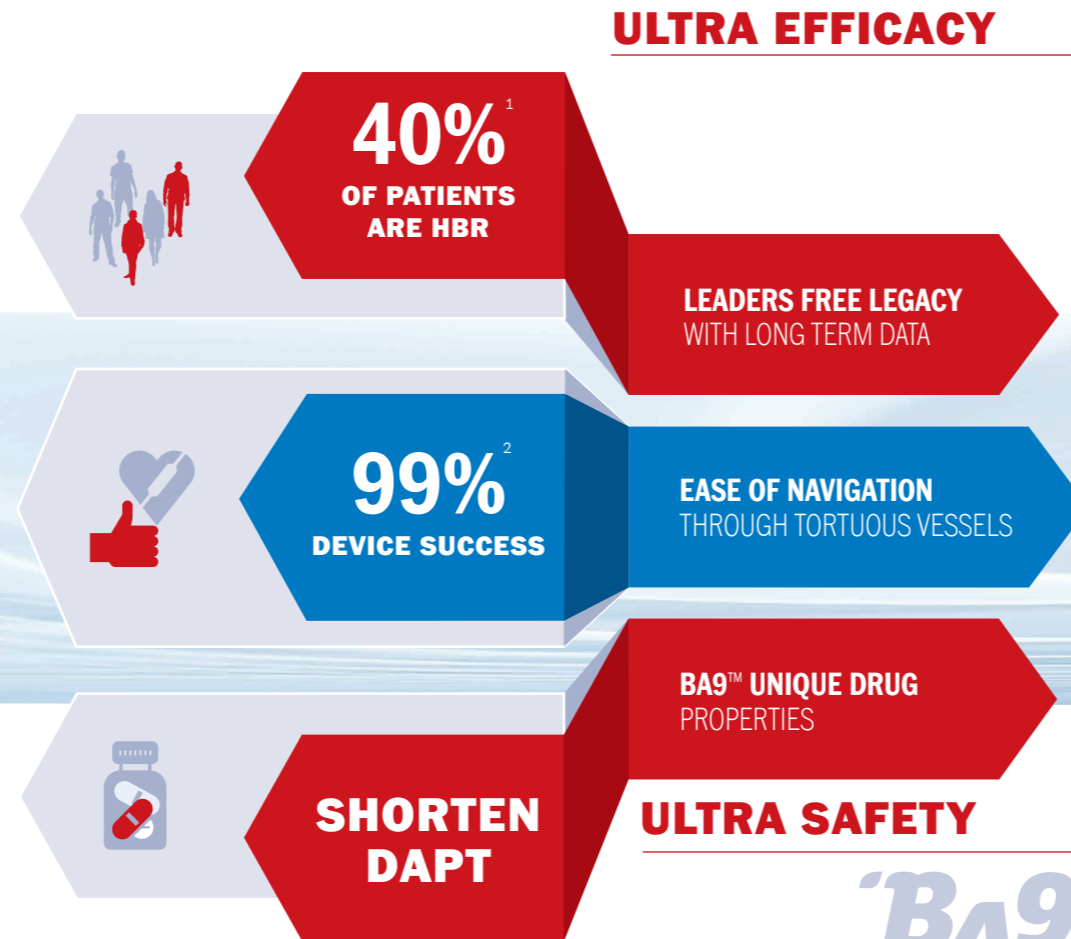 ULTRA EFFICACY
40%1
OF PATIENTS
ARE HBR
LEADERS FREE LEGACY
WITH LONG TERM DATA
99%2
DEVICE SUCCESS
EASE OF NAVIGATION
THROUGH TORTUOUS VESSELS
BA9™ UNIQUE DRUG
PROPERTIES
SHORTEN
DAPT
ULTRA SAFETY
BA9